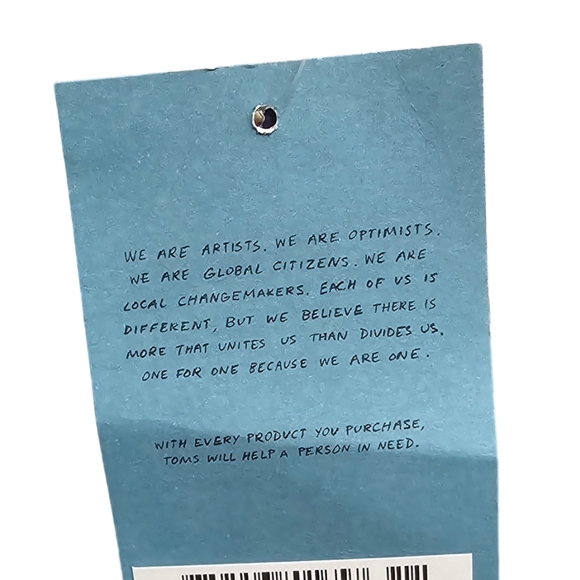 WE ARE ARTISTS. WE ARE OPTIMISTS.
WE ARE GLOBAL CITIZENS. WE ARE
LOCAL CHANGEMAKERS. EACH OF US IS
DIFFERENT, BUT WE BELIEVE THERE IS
MORE THAT UNITES US THAN DIVIDES US.
ONE FOR ONE BECAUSE WE ARE ONE.
WITH EVERY PRODUCT YOU PURCHASE,
TOMS WILL HELP A PERSON IN NEED.